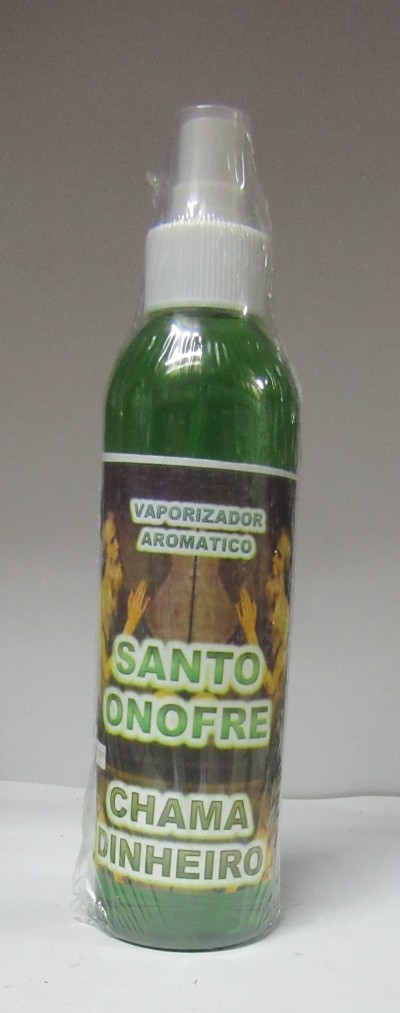 VAPORIZADOR
AROMATICO
SANTO
ONOFRE
CHAMA
DINHEIRO